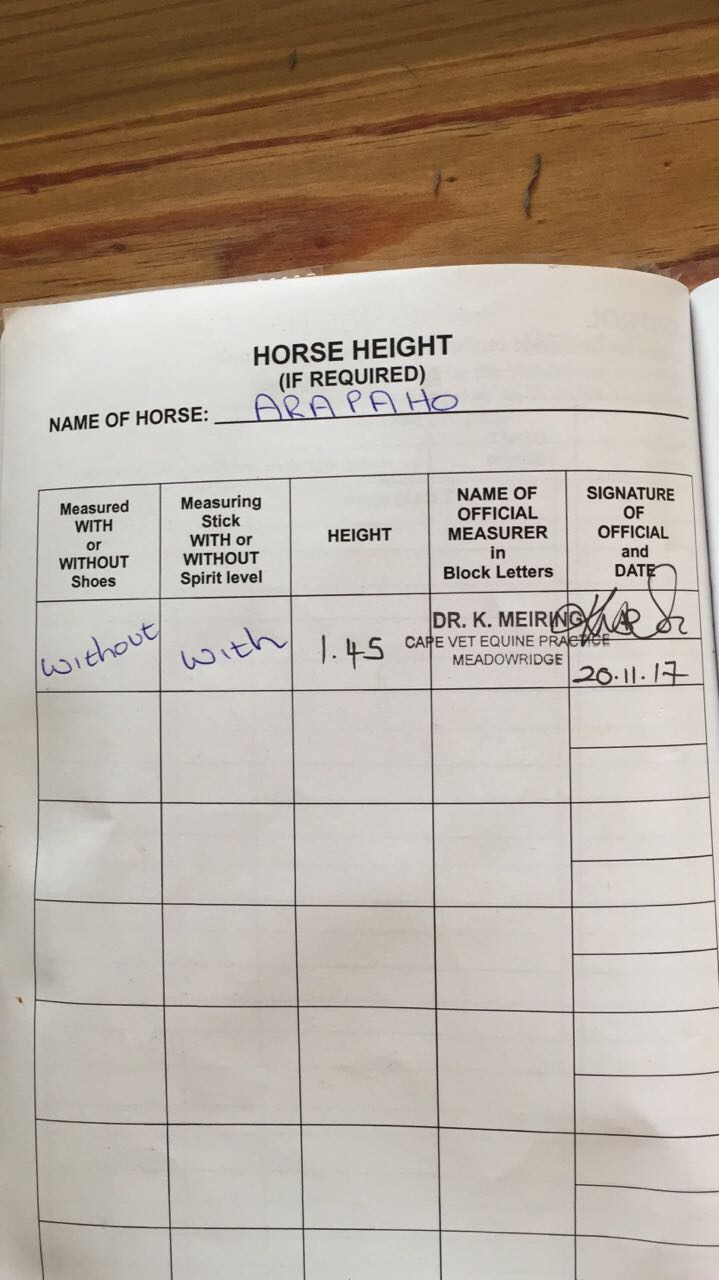 HORSE HEIGHT
(IF REQUIRED)
NAME OF HORSE: ARAPAHO
Measured
WITH
or
WITHOUT
Shoes
Measuring
Stick
WITH or
WITHOUT
Spirit level
HEIGHT
NAME OF
OFFICIAL
MEASURER
in
Block Letters
SIGNATURE
OF
OFFICIAL
and
DATE
without
with
1.45
DR. K. MEIRING
CAPE VET EQUINE PRACTICE
MEADOWRIDGE
20.11.17